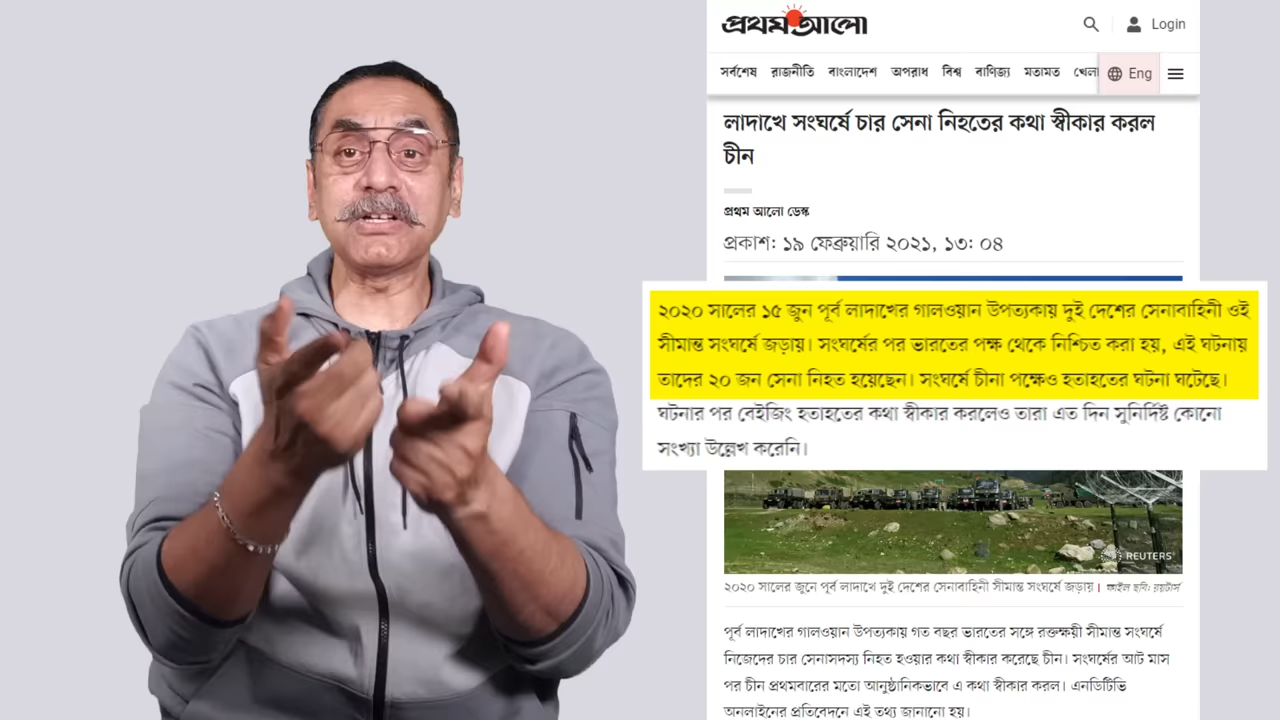 প্রথম আলো
Login
সর্বশেষ রাজনীতি বাংলাদেশ অপরাধ বিশ্ব বাণিজ্য মতামত খেলা
Eng
লাদাখে সংঘর্ষে চার সেনা নিহতের কথা স্বীকার করল
চীন
প্রথম আলো ডেস্ক
প্রকাশ: ১৯ ফেব্রুয়ারি ২০২১, ১৩: ০৪
২০২০ সালের ১৫ জুন পূর্ব লাদাখের গালওয়ান উপত্যকায় দুই দেশের সেনাবাহিনী ওই
সীমান্ত সংঘর্ষে জড়ায়। সংঘর্ষের পর ভারতের পক্ষ থেকে নিশ্চিত করা হয়, এই ঘটনায়
তাদের ২০ জন সেনা নিহত হয়েছেন। সংঘর্ষে চীনা পক্ষেও হতাহতের ঘটনা ঘটেছে।
ঘটনার পর বেইজিং হতাহতের কথা স্বীকার করলেও তারা এত দিন সুনির্দিষ্ট কোনো
সংখ্যা উল্লেখ করেনি।
REUTERS
২০২০ সালের জুনে পূর্ব লাদাখে দুই দেশের সেনাবাহিনী সীমান্ত সংঘর্ষে জড়ায়। ফাইল ছবি: রয়টার্স
পূর্ব লাদাখের গালওয়ান উপত্যকায় গত বছর ভারতের সঙ্গে রক্তক্ষয়ী সীমান্ত সংঘর্ষে
নিজেদের চার সেনাসদস্য নিহত হওয়ার কথা স্বীকার করেছে চীন। সংঘর্ষের আট মাস
পর চীন প্রথমবারের মতো আনুষ্ঠানিকভাবে এ কথা স্বীকার করল। এনডিটিভি
অনলাইনের প্রতিবেদনে এই তথ্য জানানো হয়।